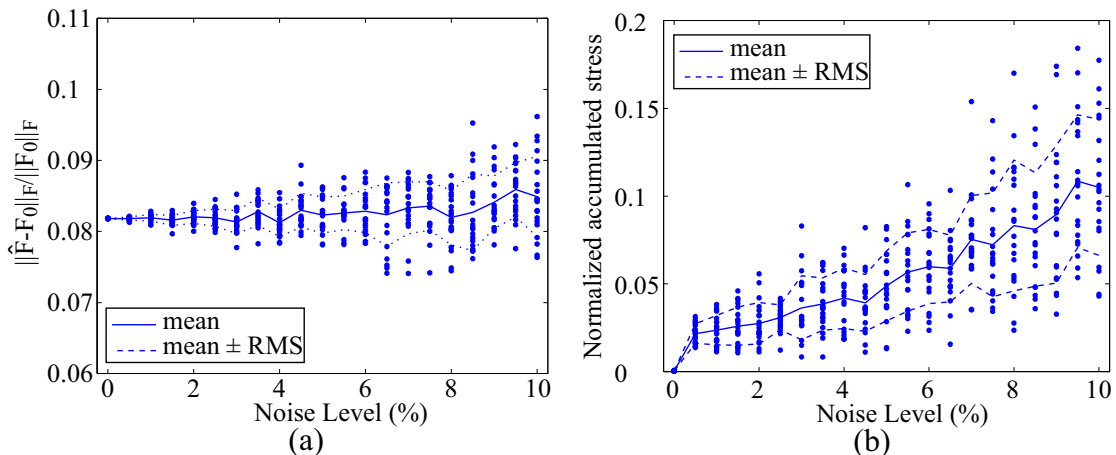 0.11
0.1
0.09
0.08
0.07
0.06
||F̂-F₀||F/||F₀||F
mean
mean ± RMS
0 2 4 6 8 10
Noise Level (%)
(a)
0.2
0.15
0.1
0.05
0
Normalized accumulated stress
mean
mean ± RMS
0 2 4 6 8 10
Noise Level (%)
(b)